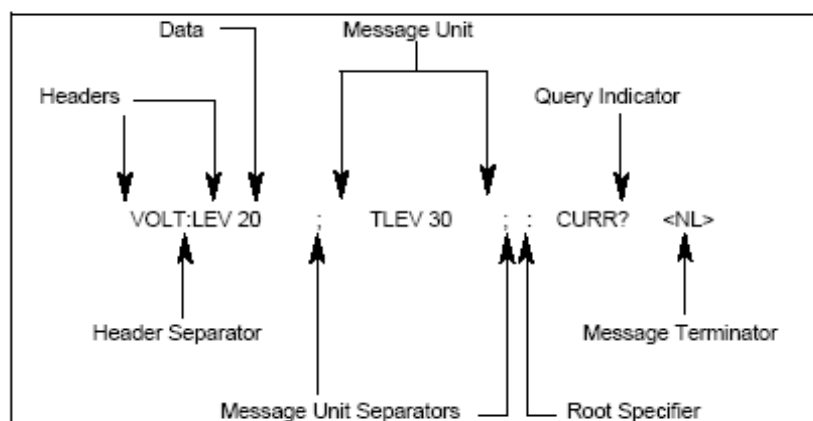 Data Message Unit
Headers Query Indicator
VOLT:LEV 20 ; TLEV 30 ; : CURR? <NL>
Header Separator Message Terminator
Message Unit Separators Root Specifier